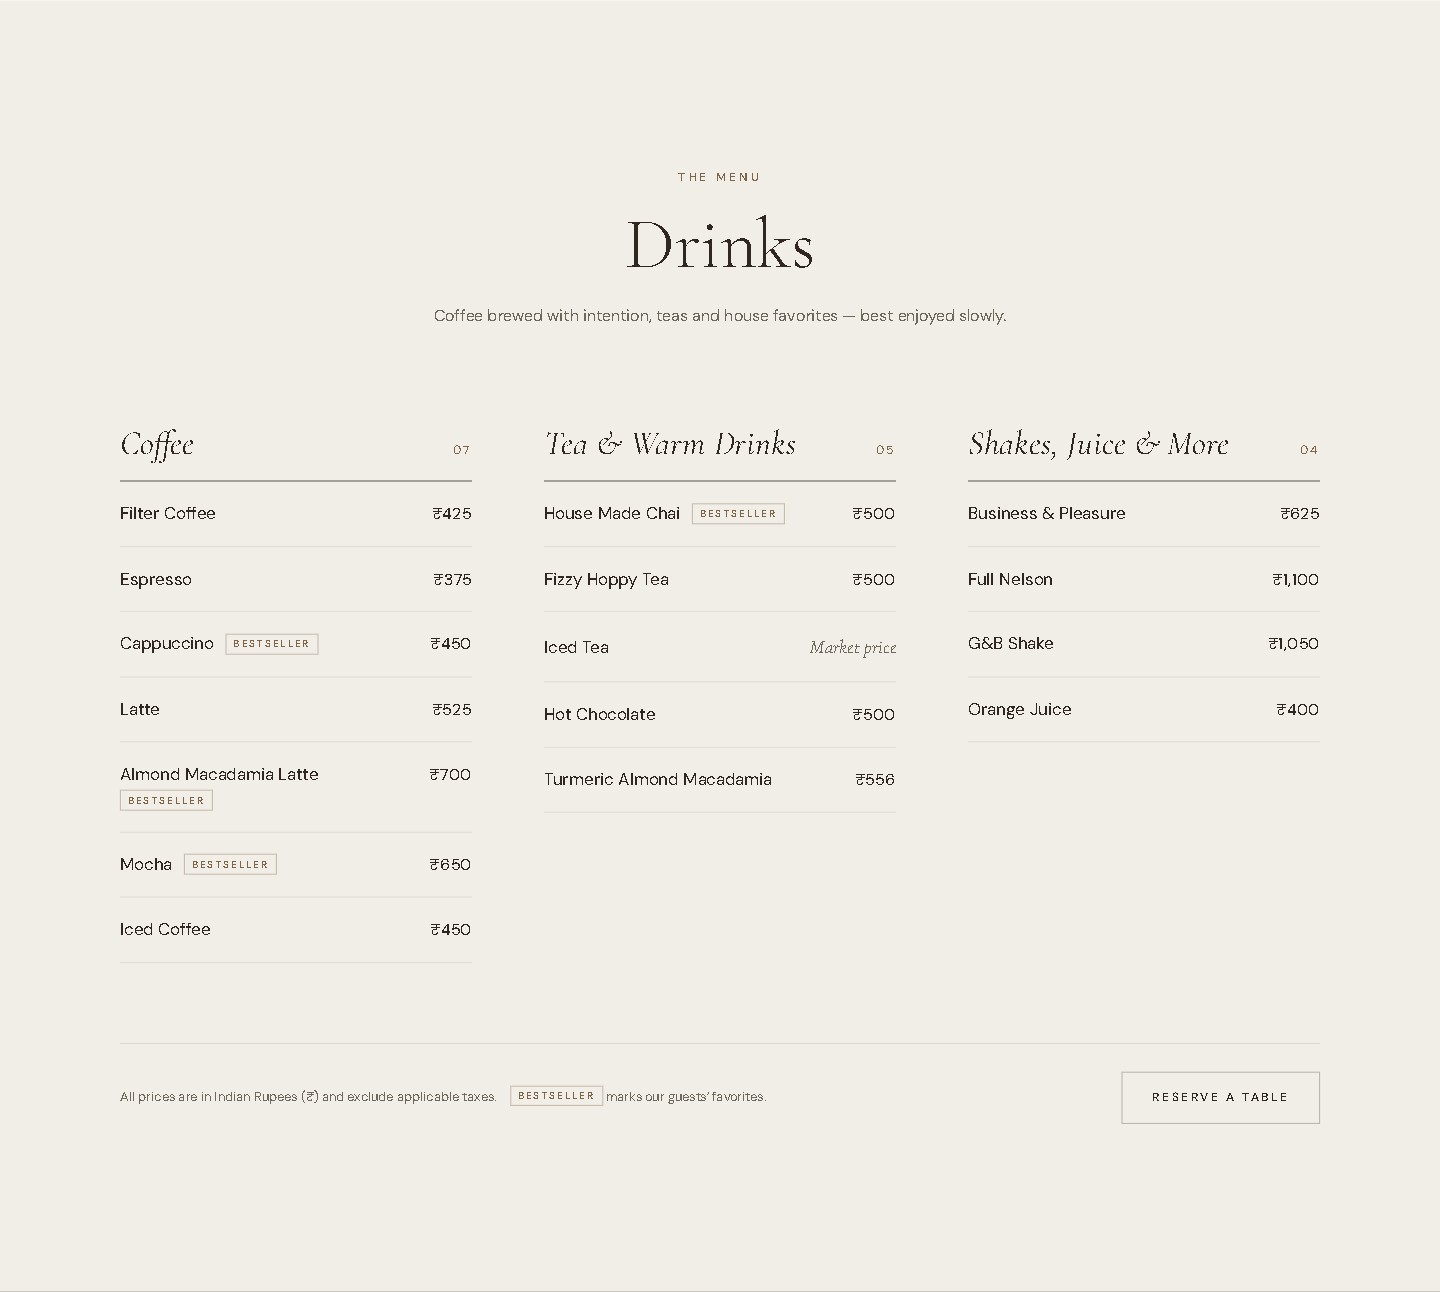 THE MENU
Drinks
Coffee brewed with intention, teas and house favorites — best enjoyed slowly.
Coffee 07
Filter Coffee ₹425
Espresso ₹375
Cappuccino BESTSELLER ₹450
Latte ₹525
Almond Macadamia Latte ₹700
BESTSELLER
Mocha BESTSELLER ₹650
Iced Coffee ₹450
Tea & Warm Drinks 05
House Made Chai BESTSELLER ₹500
Fizzy Hoppy Tea ₹500
Iced Tea Market price
Hot Chocolate ₹500
Turmeric Almond Macadamia ₹556
Shakes, Juice & More 04
Business & Pleasure ₹625
Full Nelson ₹1,100
G&B Shake ₹1,050
Orange Juice ₹400
All prices are in Indian Rupees (₹) and exclude applicable taxes. BESTSELLER marks our guests’ favorites.
RESERVE A TABLE